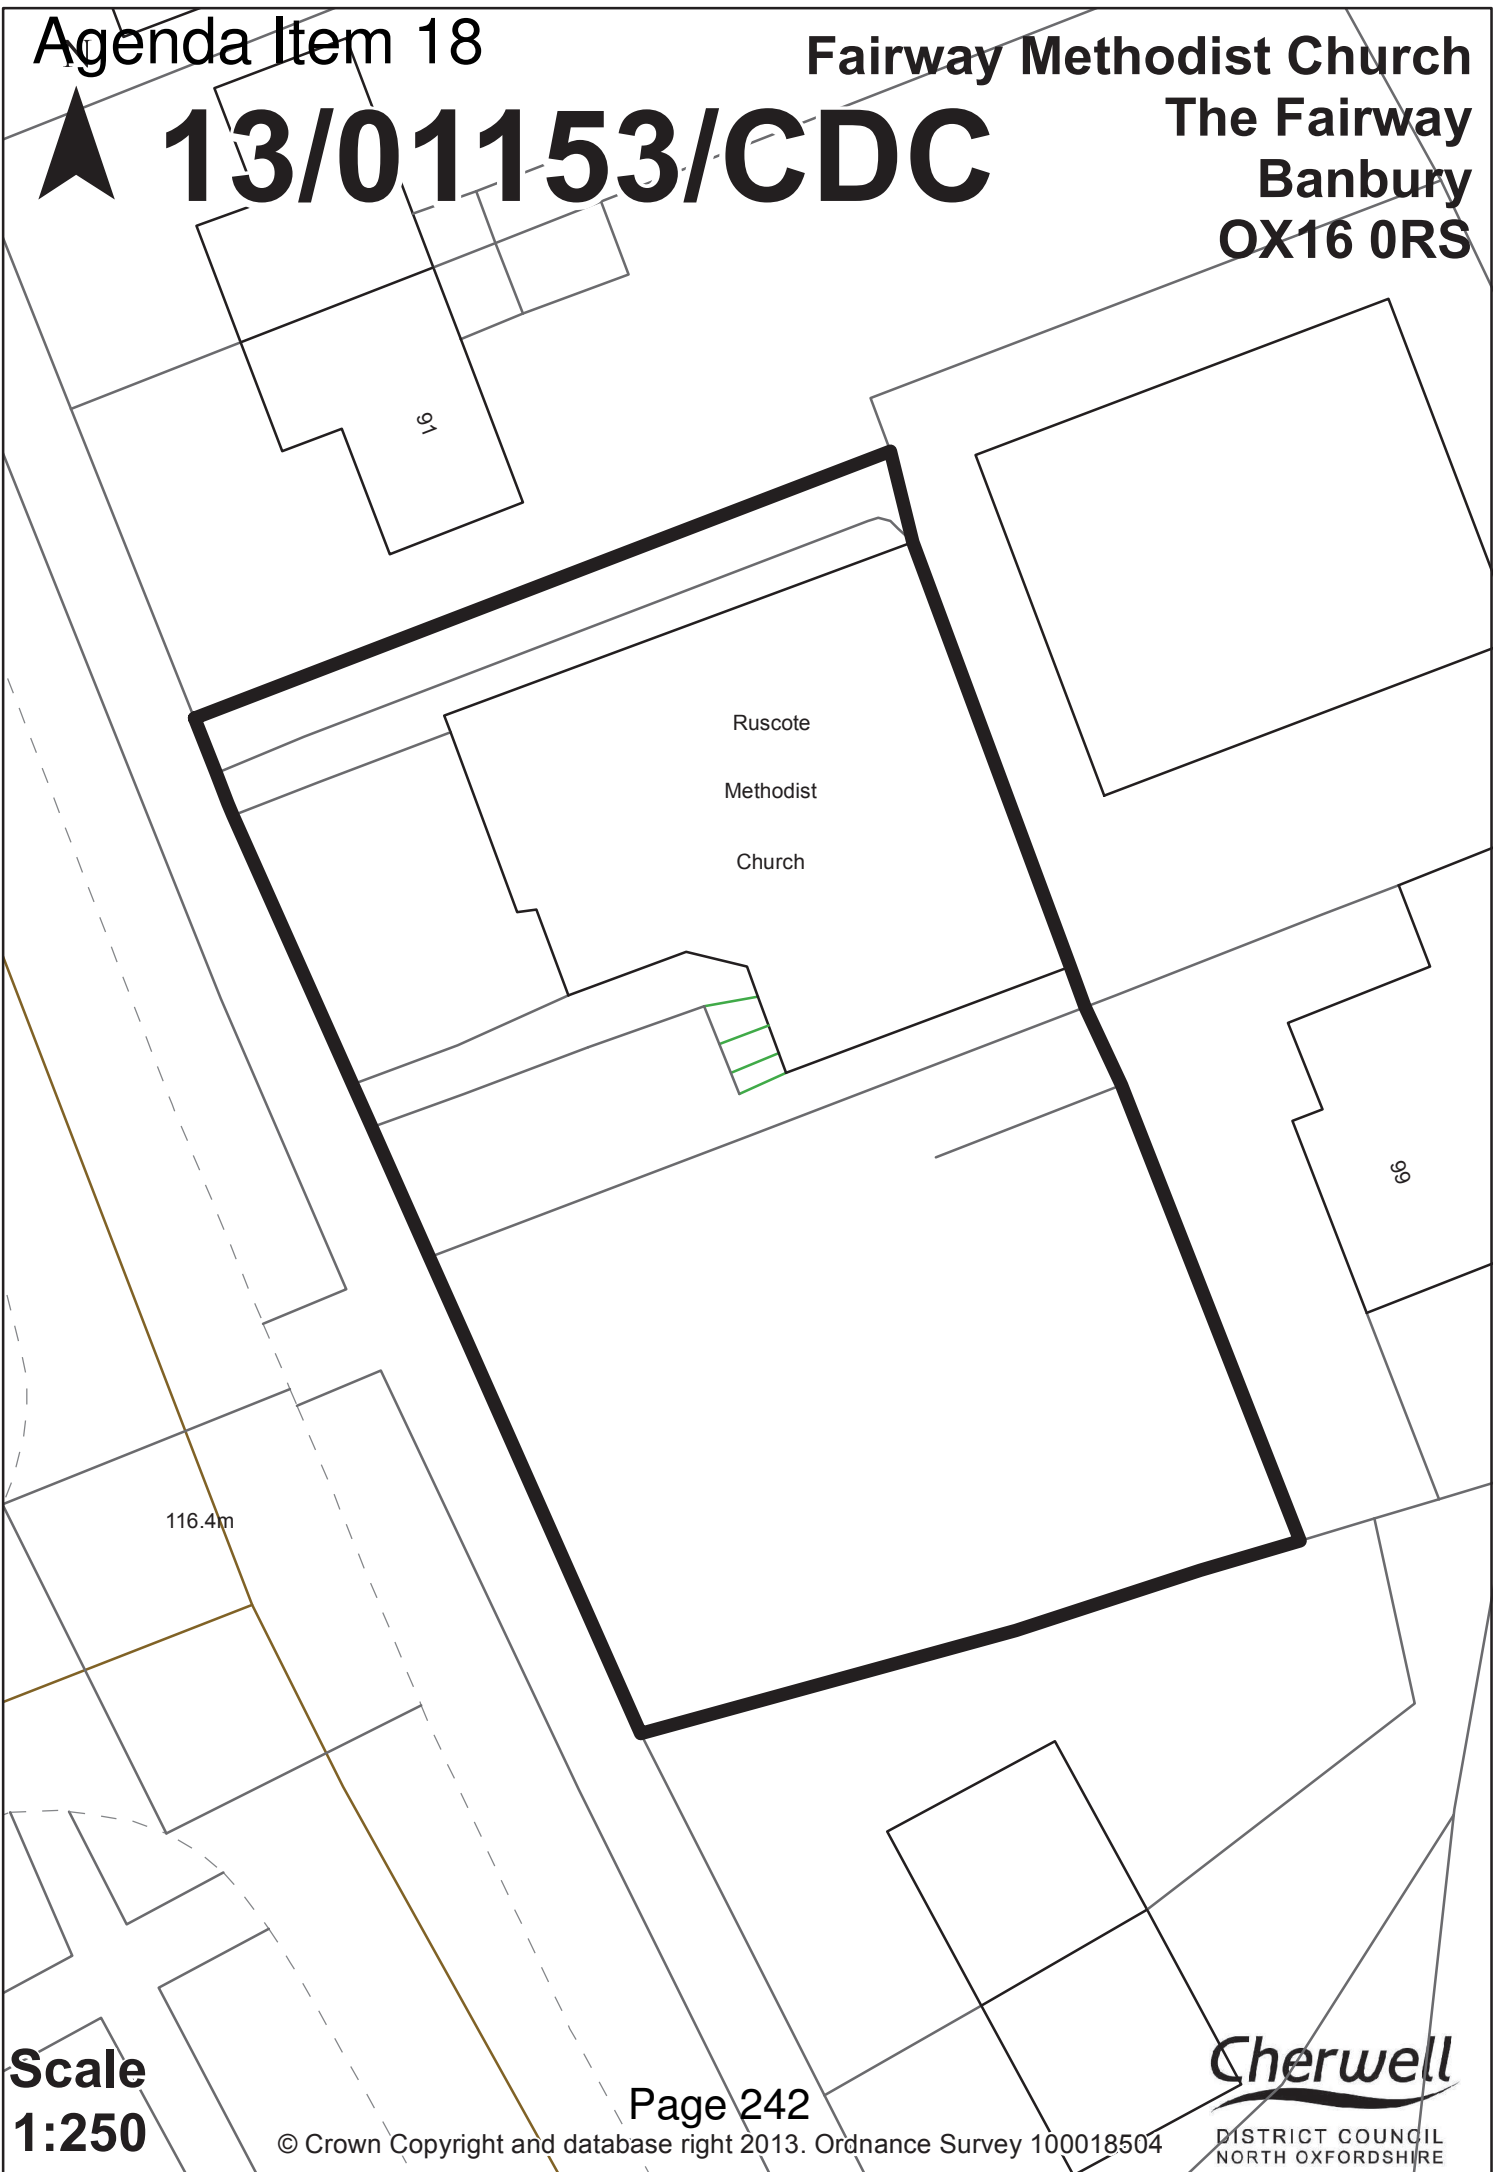 Agenda Item 18
N
13/01153/CDC
Fairway Methodist Church
The Fairway
Banbury
OX16 0RS
91
Ruscote
Methodist
Church
99
116.4m
Scale
1:250
Page 242
© Crown Copyright and database right 2013. Ordnance Survey 100018504
Cherwell
DISTRICT COUNCIL
NORTH OXFORDSHIRE